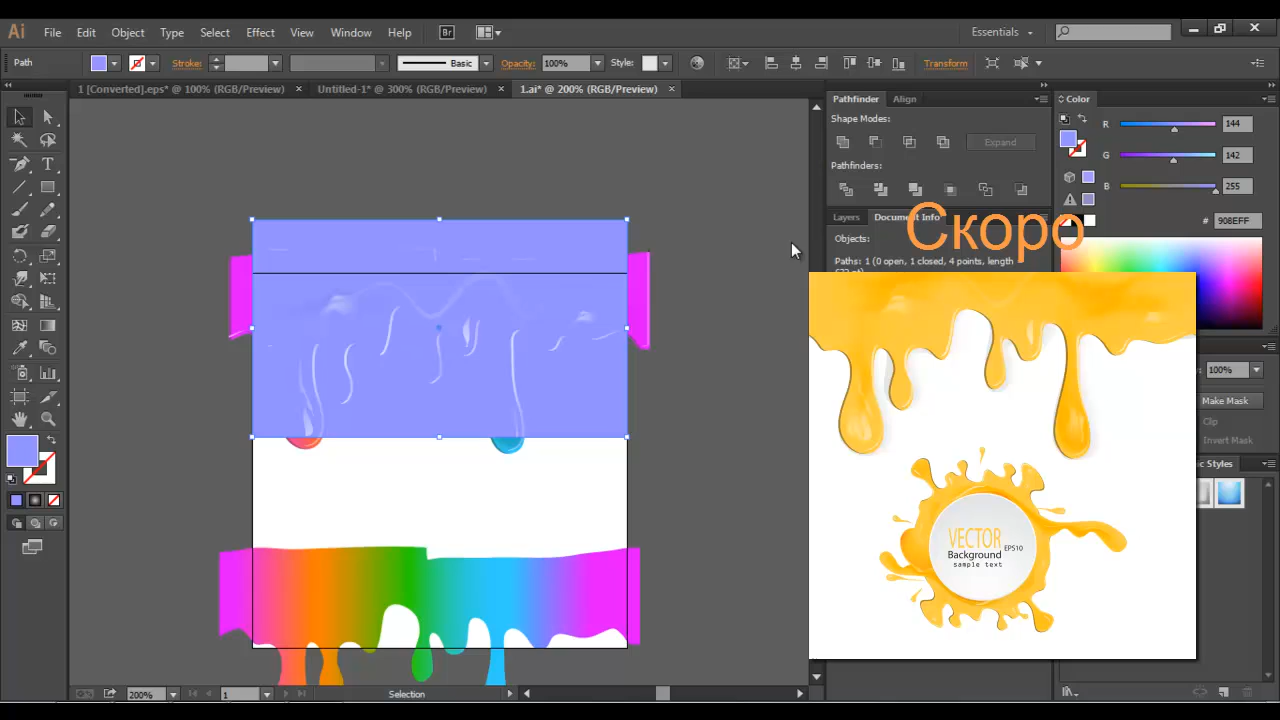 Ai File Edit Object Type Select Effect View Window Help Br Essentials
Path Stroke: Basic Opacity: 100% Style: Transform
1 [Converted].eps* @ 100% (RGB/Preview) Untitled-1* @ 300% (RGB/Preview) 1.ai* @ 200% (RGB/Preview)
Pathfinder Align Color
Shape Modes: R 144
Expand
Pathfinders: G 142
B 255
Layers Document Info # 908EFF
Скоро
Objects:
Paths: 1 (0 open, 1 closed, 4 points, length
100%
Make Mask
Clip
Invert Mask
Styles
VECTOR
Background EPS10
sample text
200% 1 Selection